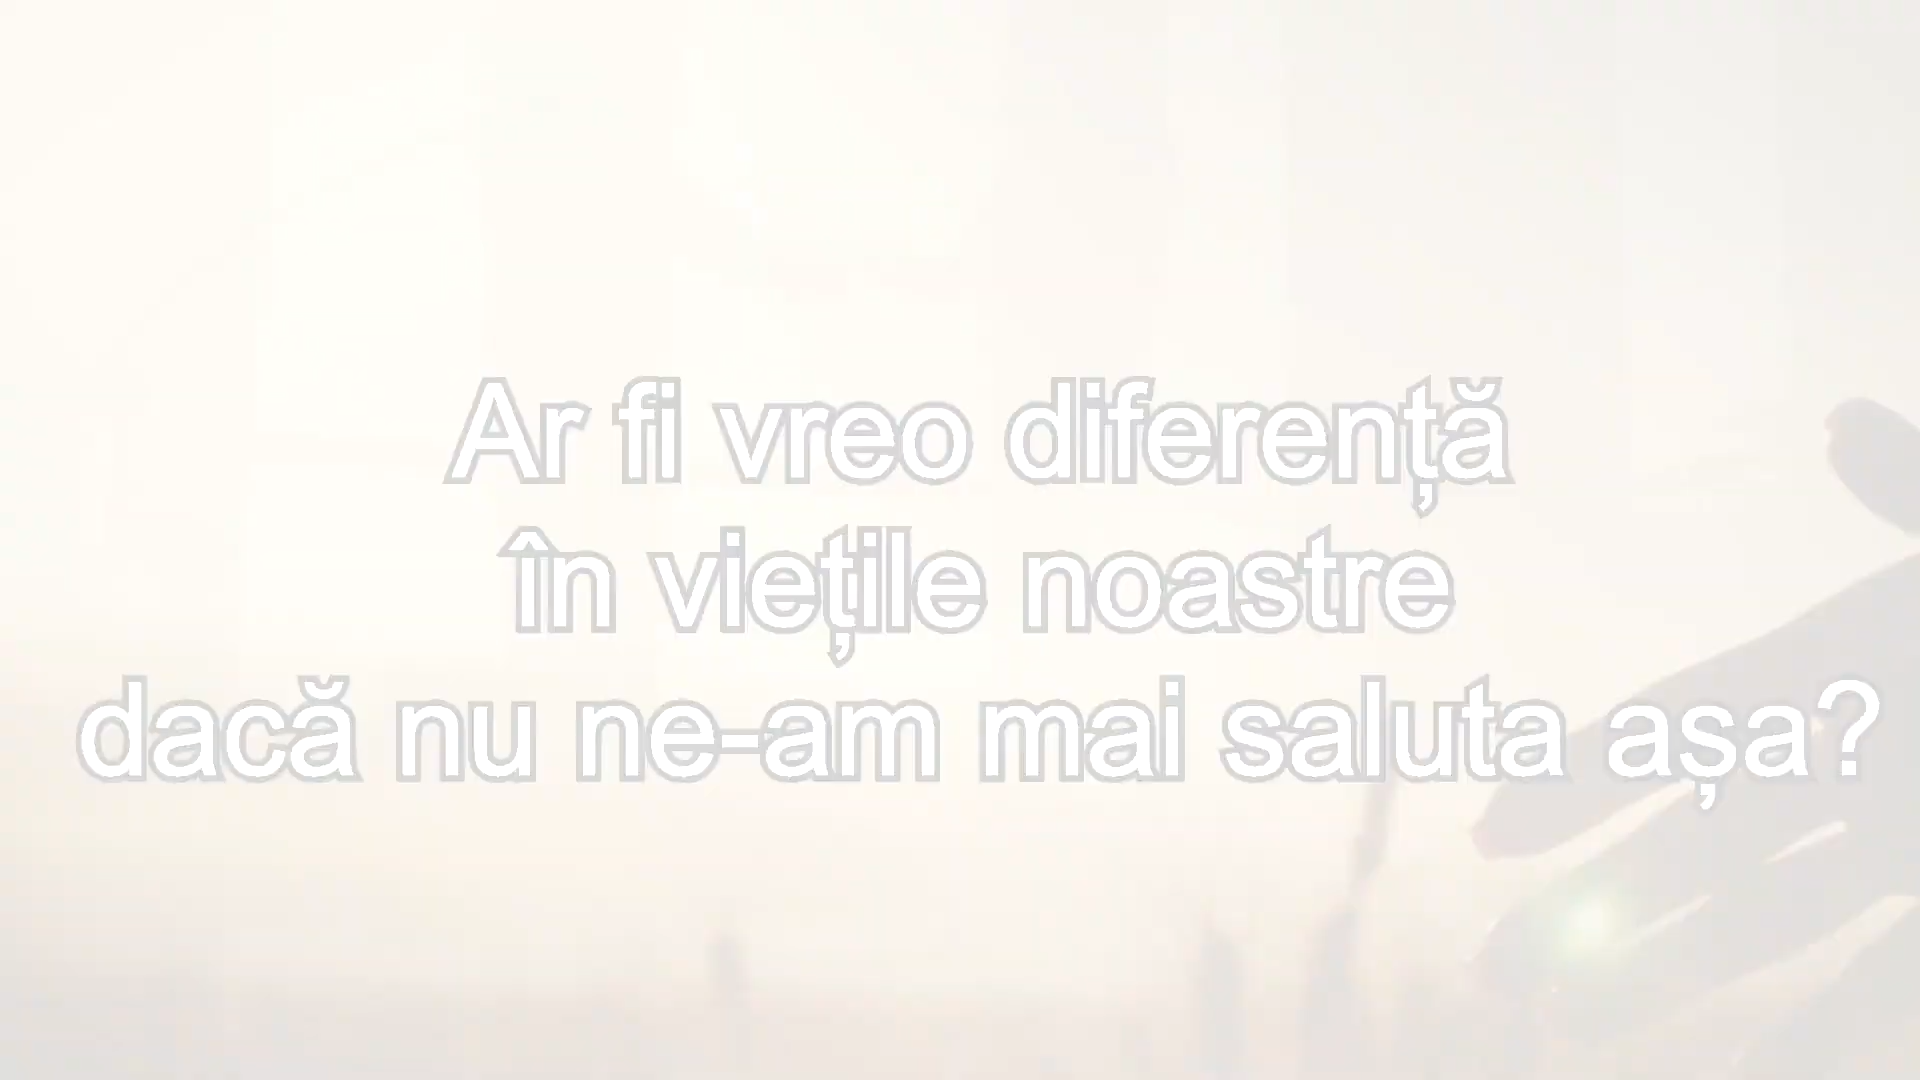 Ar fi vreo diferență
în viețile noastre
dacă nu ne-am mai saluta așa?